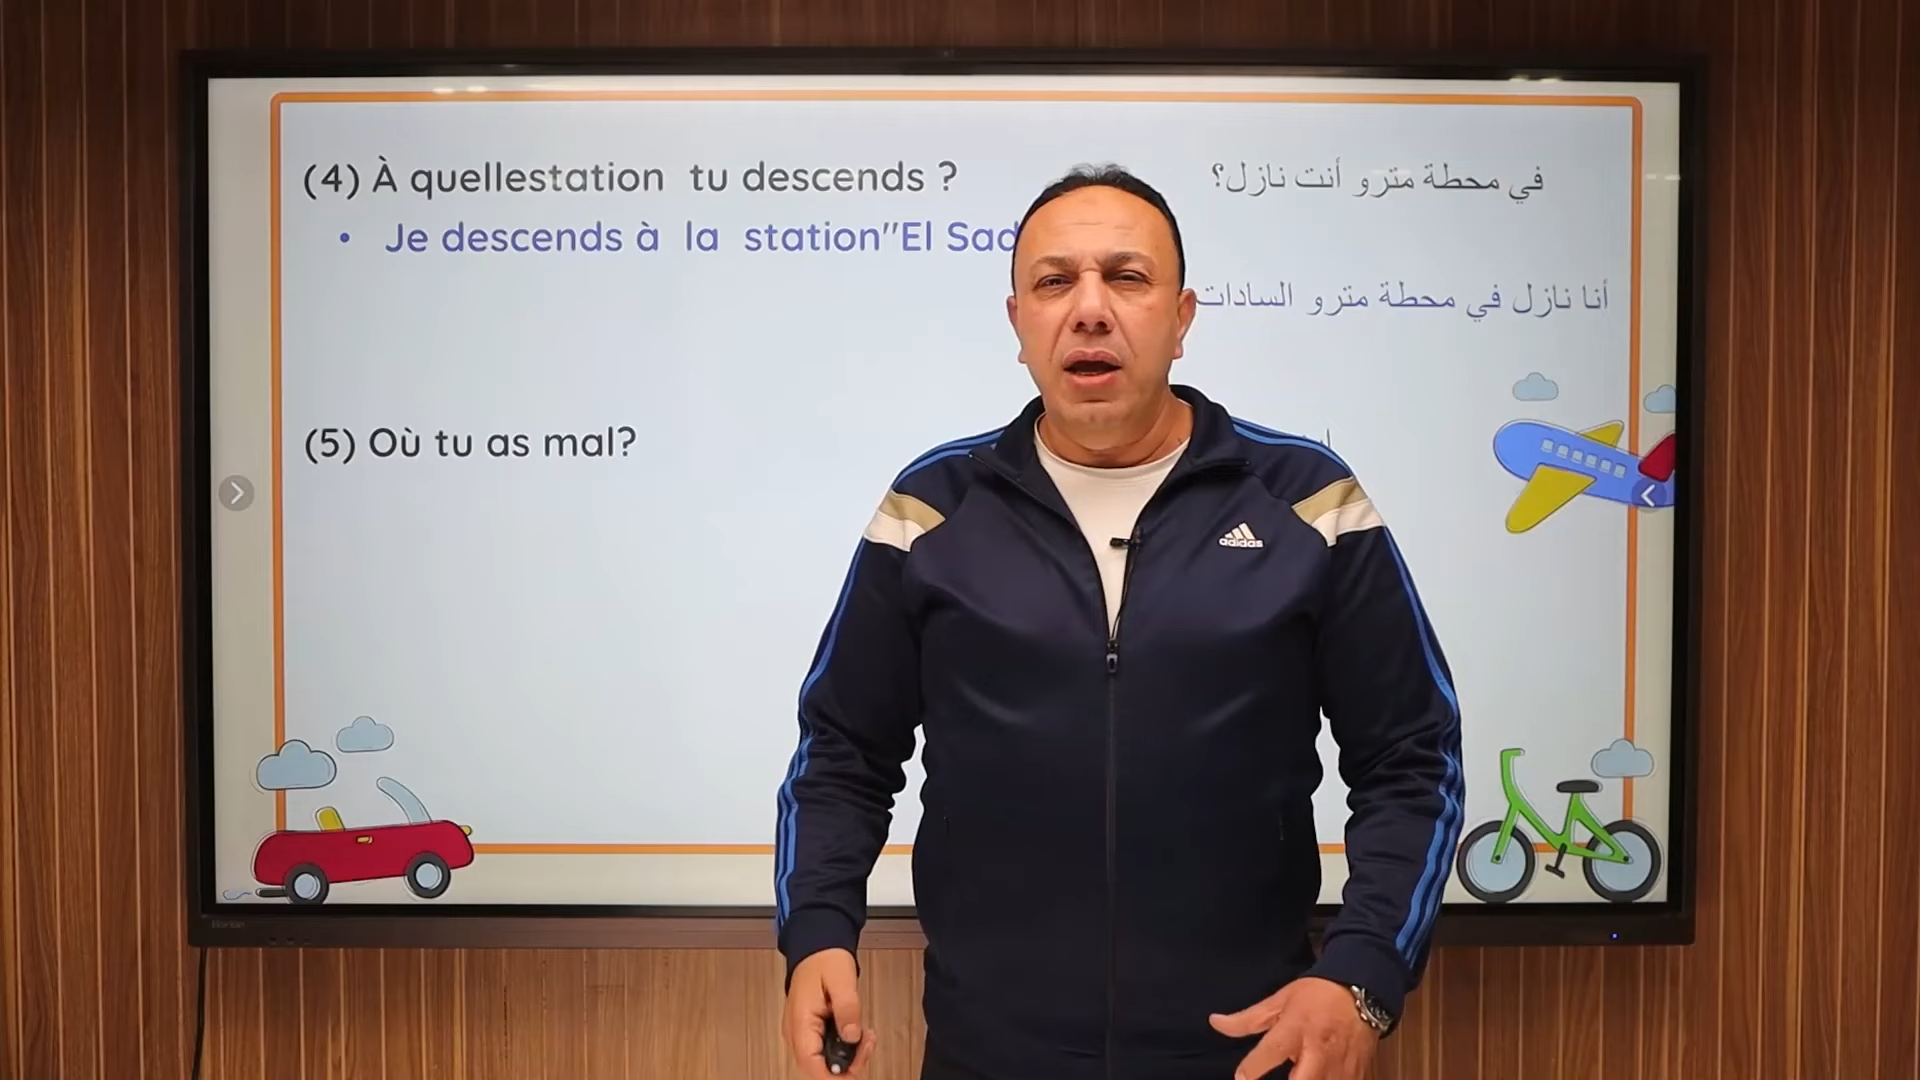 (4) À quellestation tu descends ?
في محطة مترو أنت نازل؟
• Je descends à la station"El Sad
أنا نازل في محطة مترو السادات
(5) Où tu as mal?
adidas